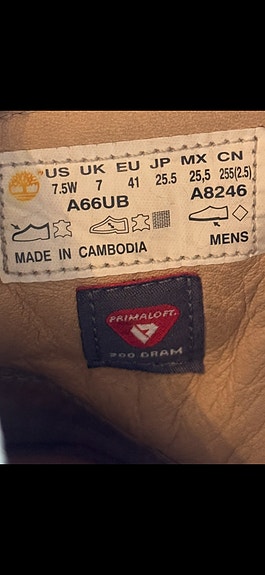 US UK EU JP MX CN
7.5W 7 41 25.5 25,5 255(2.5)
A66UB A8246
MENS
MADE IN CAMBODIA
PRIMALOFT.
200 GRAM